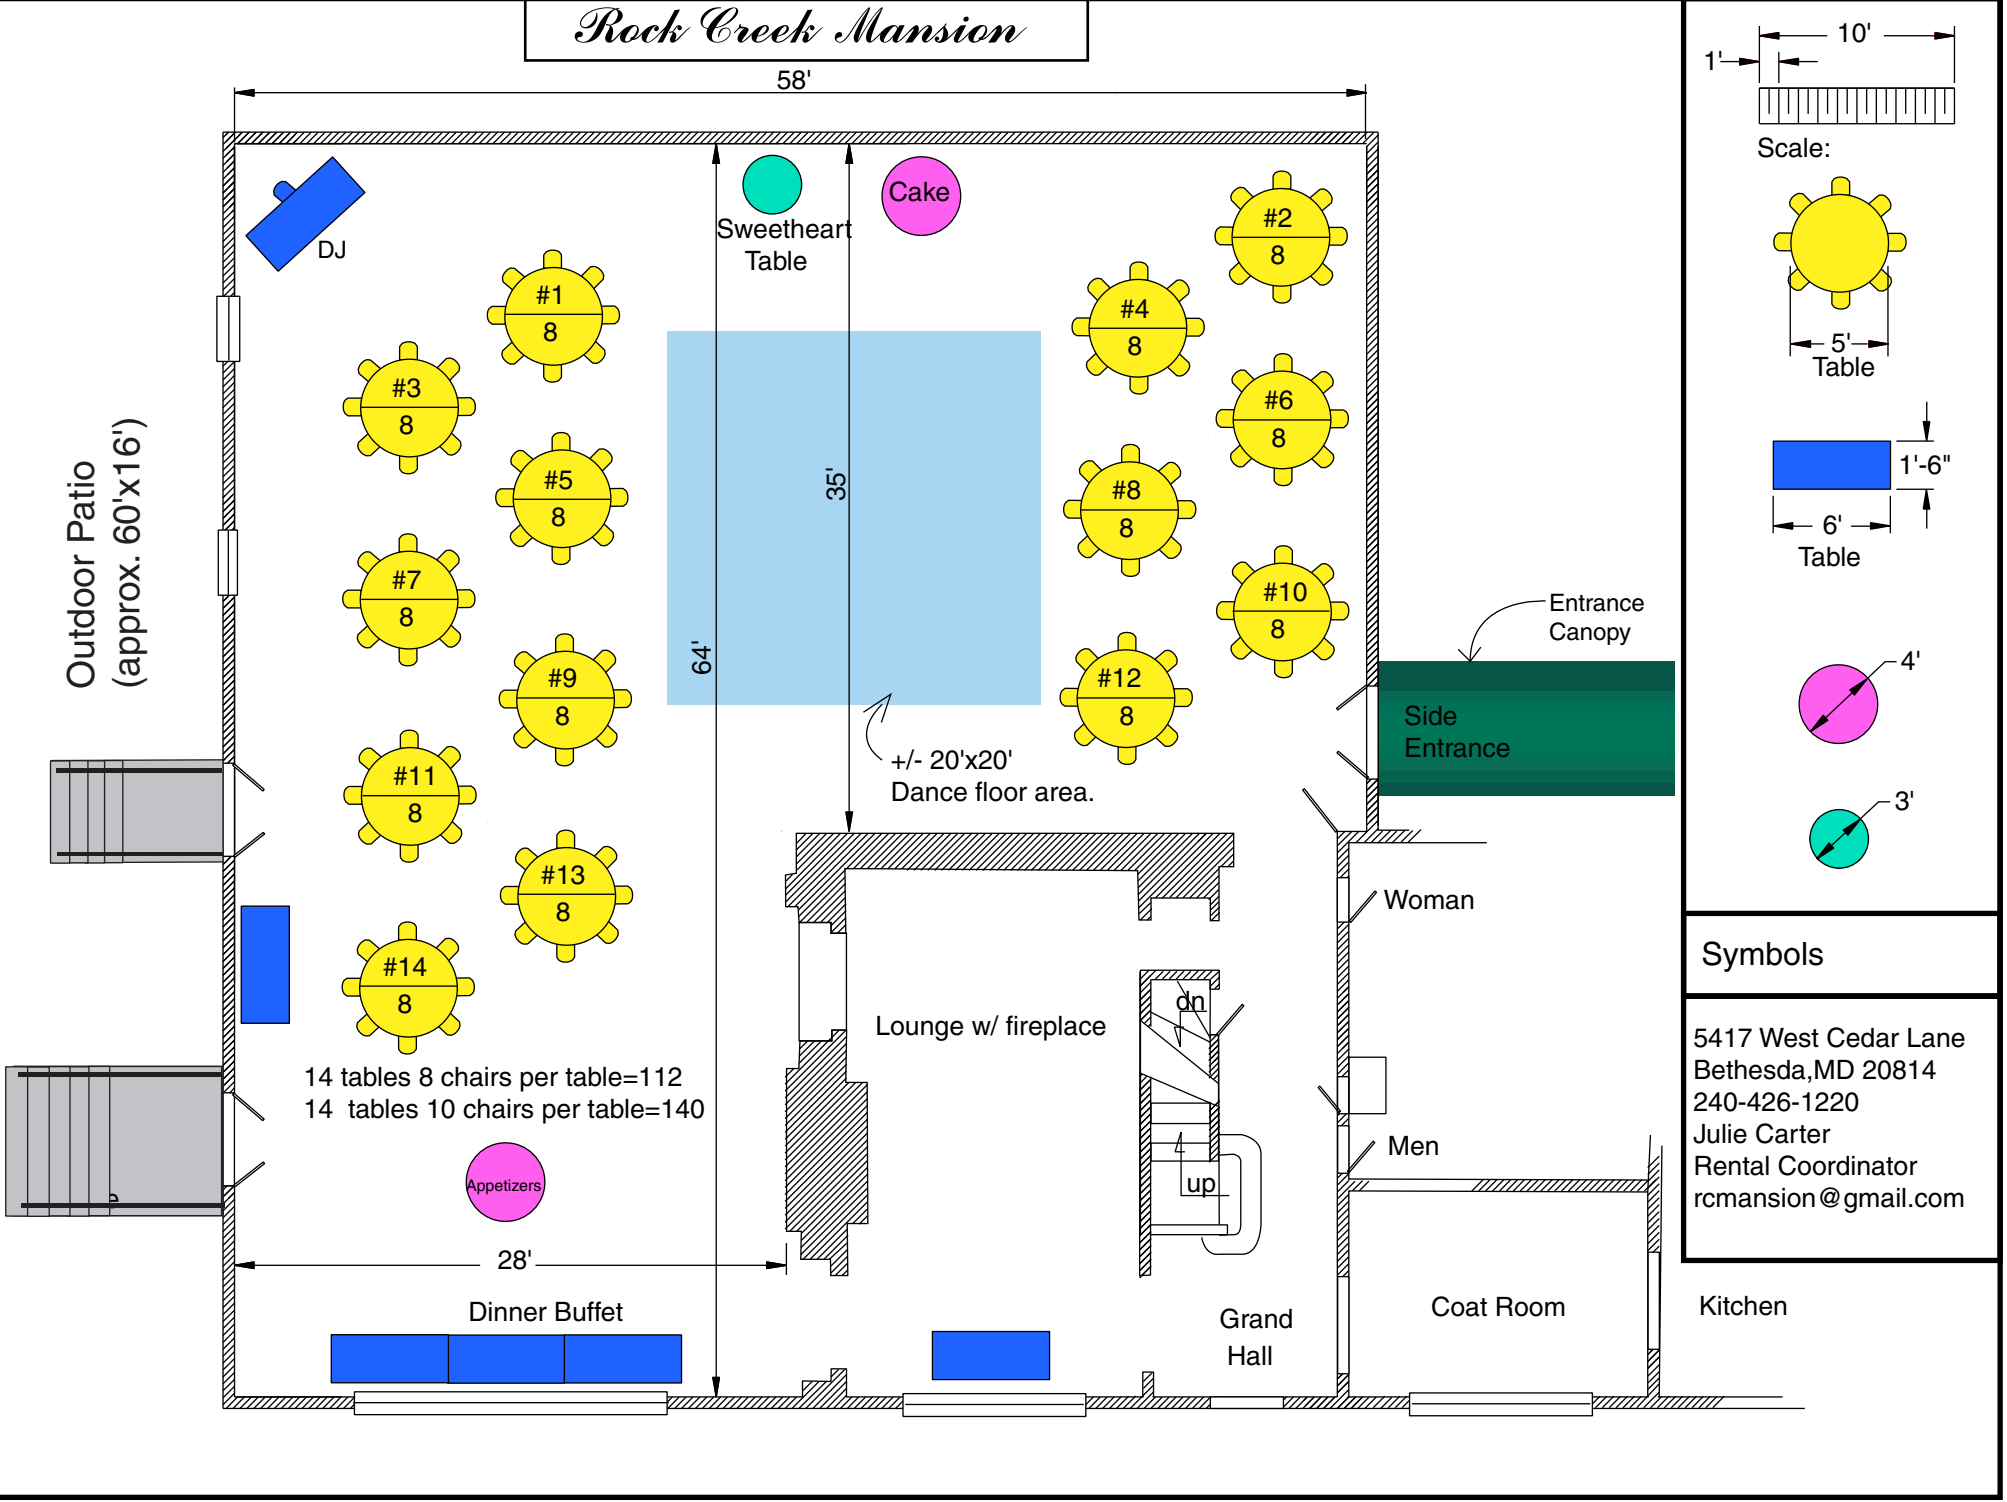 Rock Creek Mansion
58'
DJ
Sweetheart
Table
Cake
#1
8
#2
8
#3
8
#4
8
#5
8
#6
8
#7
8
#8
8
#9
8
#10
8
#11
8
#12
8
#13
8
#14
8
35'
64'
Outdoor Patio
(approx. 60'x16')
+/- 20'x20'
Dance floor area.
Entrance
Canopy
Side
Entrance
Woman
Lounge w/ fireplace
dn
up
Men
14 tables 8 chairs per table=112
14 tables 10 chairs per table=140
Appetizers
28'
Dinner Buffet
Grand
Hall
Coat Room
Kitchen
10'
1'
Scale:
5'
Table
1'-6"
6'
Table
4'
3'
Symbols
5417 West Cedar Lane
Bethesda,MD 20814
240-426-1220
Julie Carter
Rental Coordinator
rcmansion@gmail.com